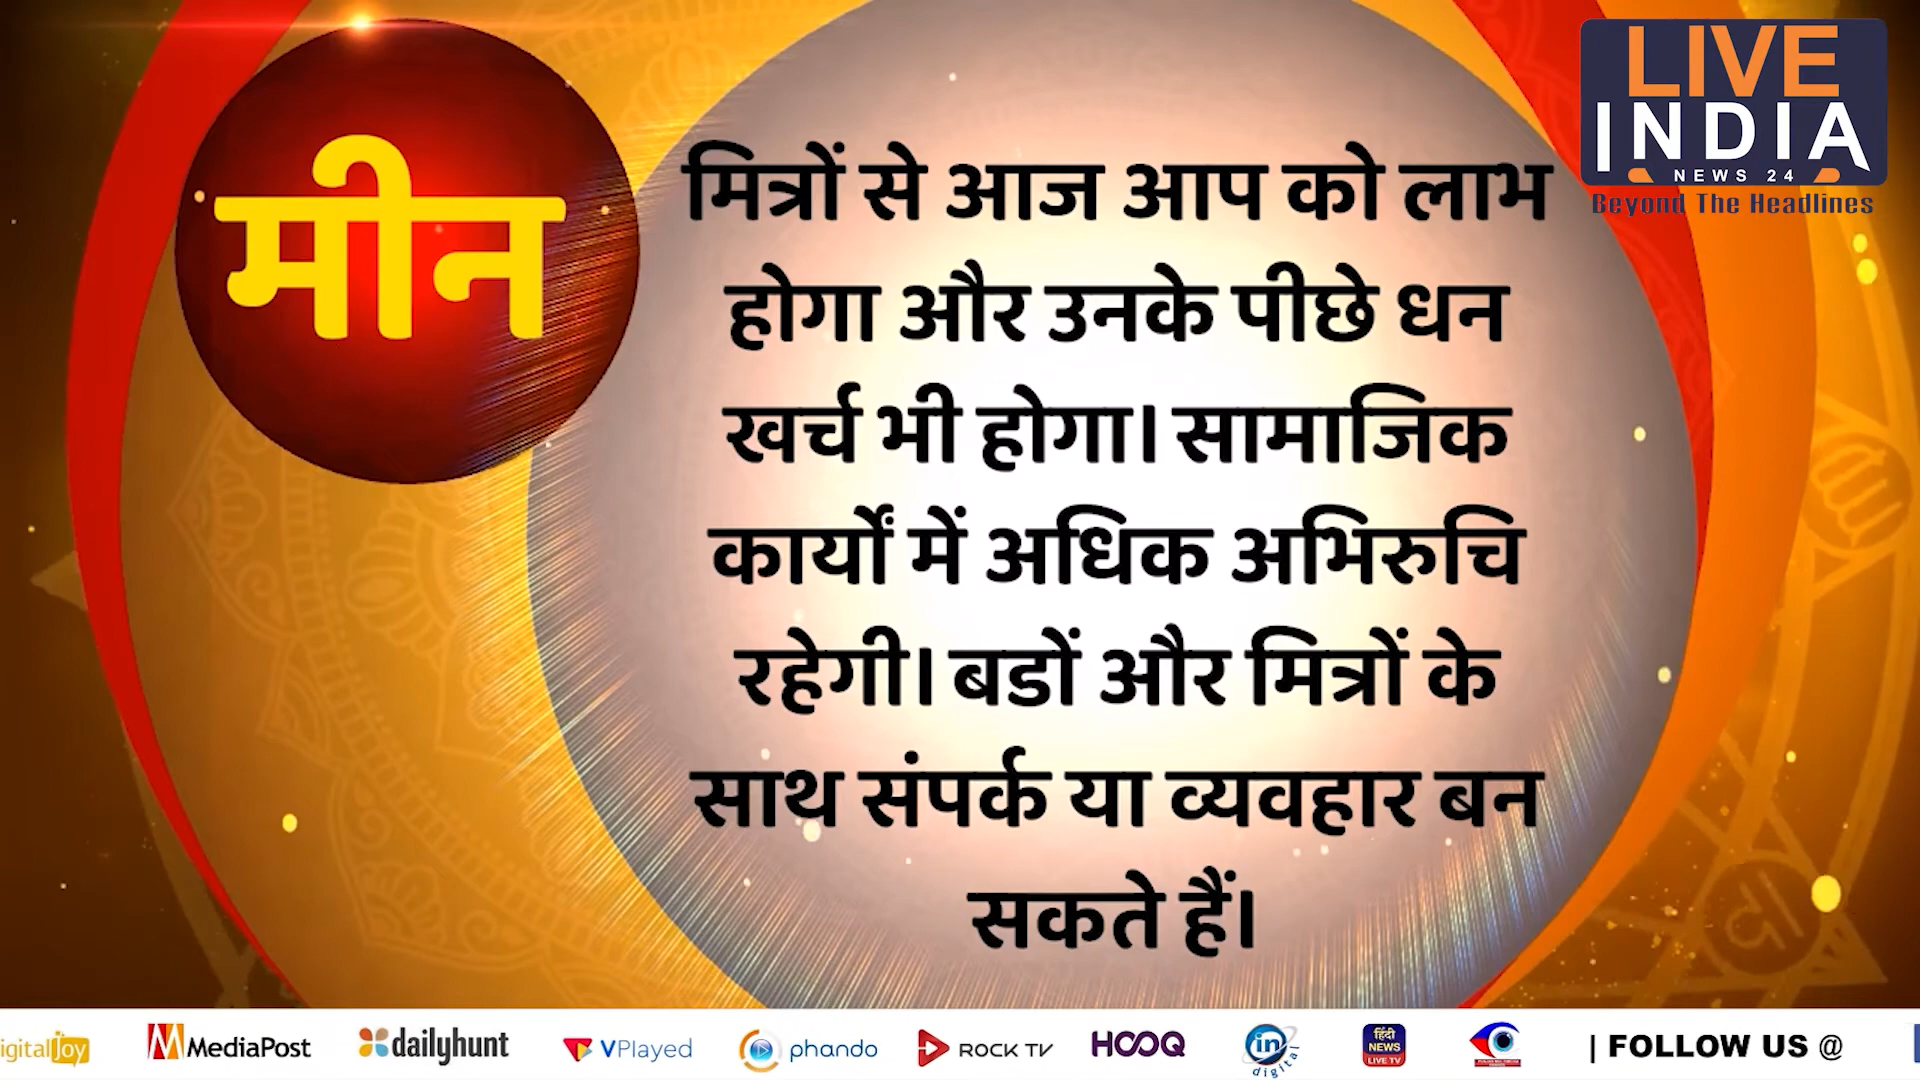 मीन
मित्रों से आज आप को लाभ
होगा और उनके पीछे धन
खर्च भी होगा। सामाजिक
कार्यों में अधिक अभिरुचि
रहेगी। बडों और मित्रों के
साथ संपर्क या व्यवहार बन
सकते हैं।
LIVE
INDIA
NEWS 24
Beyond The Headlines
igitaljoy MediaPost dailyhunt VPlayed phando ROCK TV HOOQ in digital हिंदी NEWS LIVE TV | FOLLOW US @